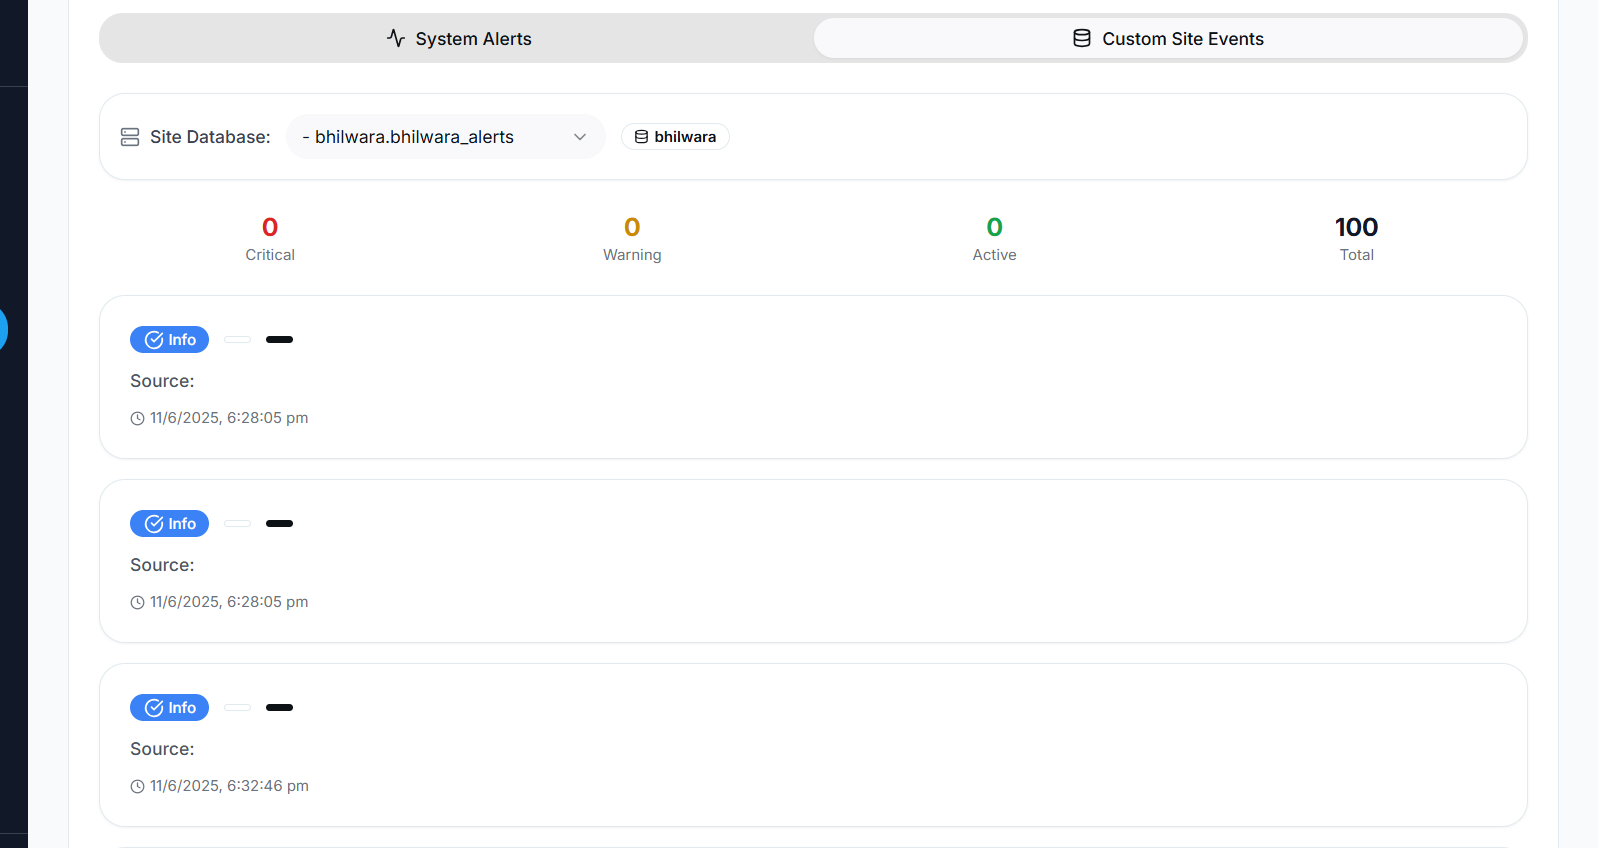 System Alerts
Custom Site Events
Site Database:
- bhilwara.bhilwara_alerts
bhilwara
0
Critical
0
Warning
0
Active
100
Total
Info
Source:
11/6/2025, 6:28:05 pm
Info
Source:
11/6/2025, 6:28:05 pm
Info
Source:
11/6/2025, 6:32:46 pm